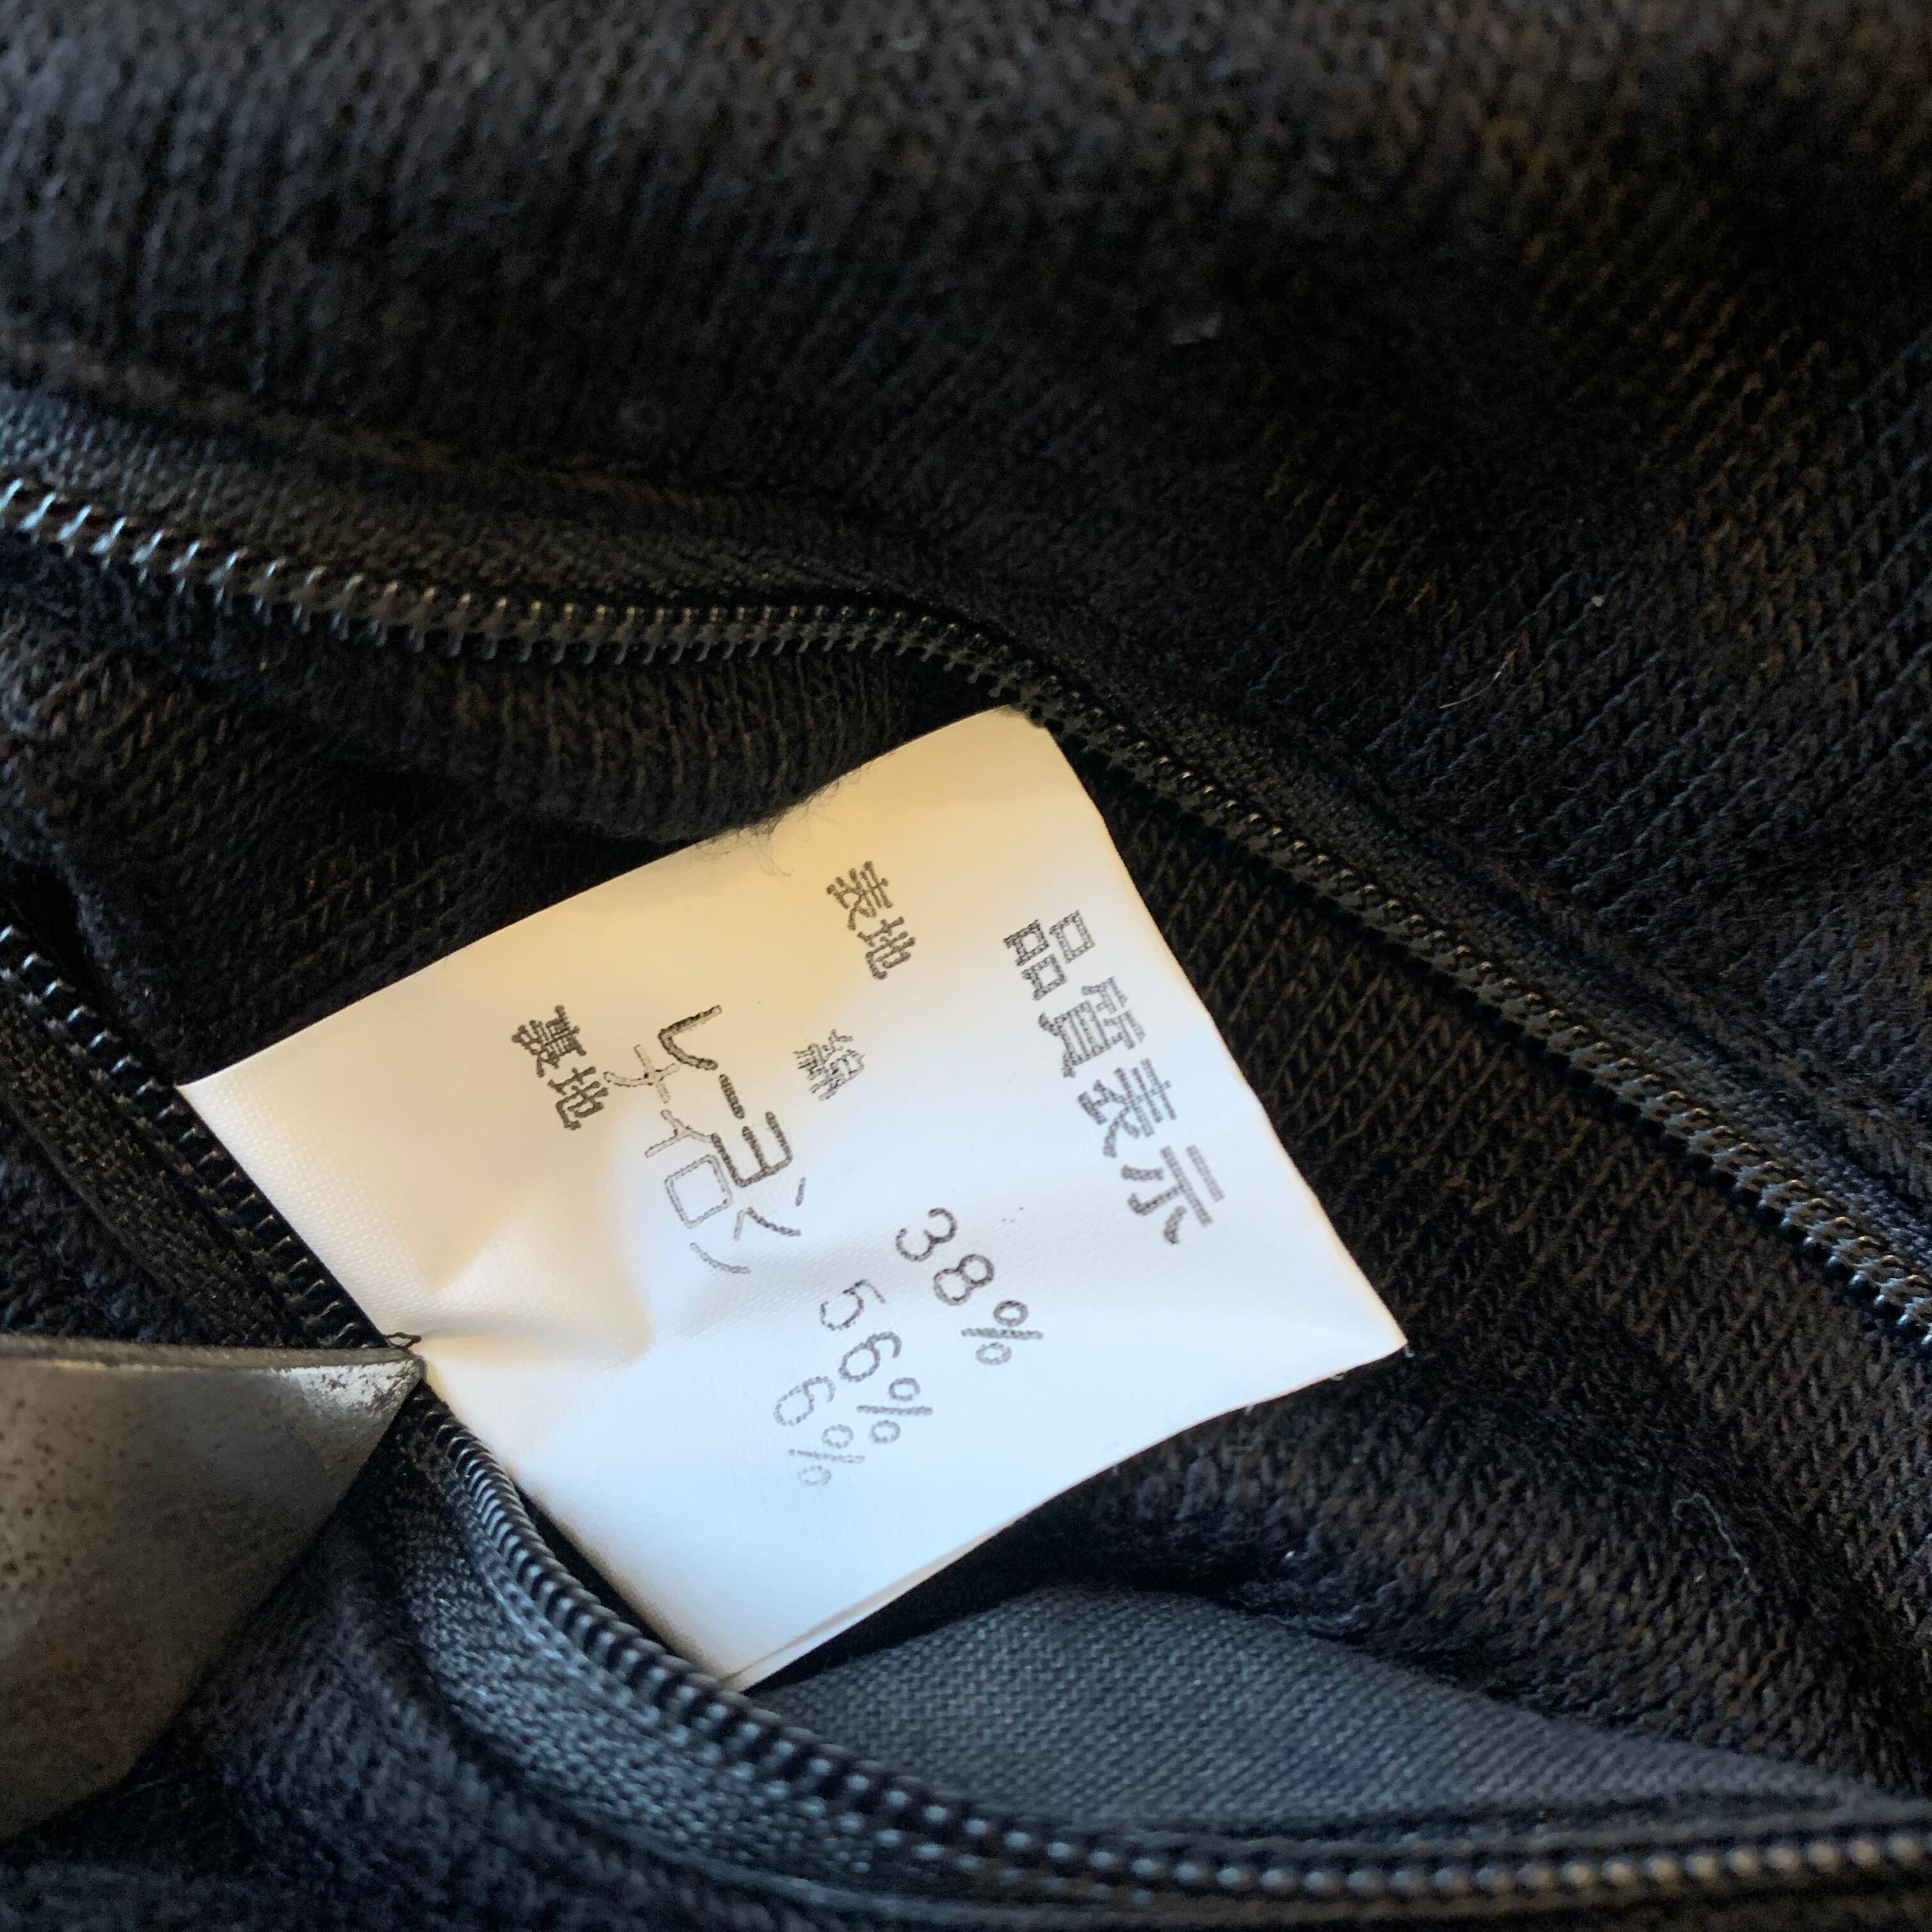 品質表示
表地
綿 38%
レーヨン 56%
ナイロン 6%
裏地